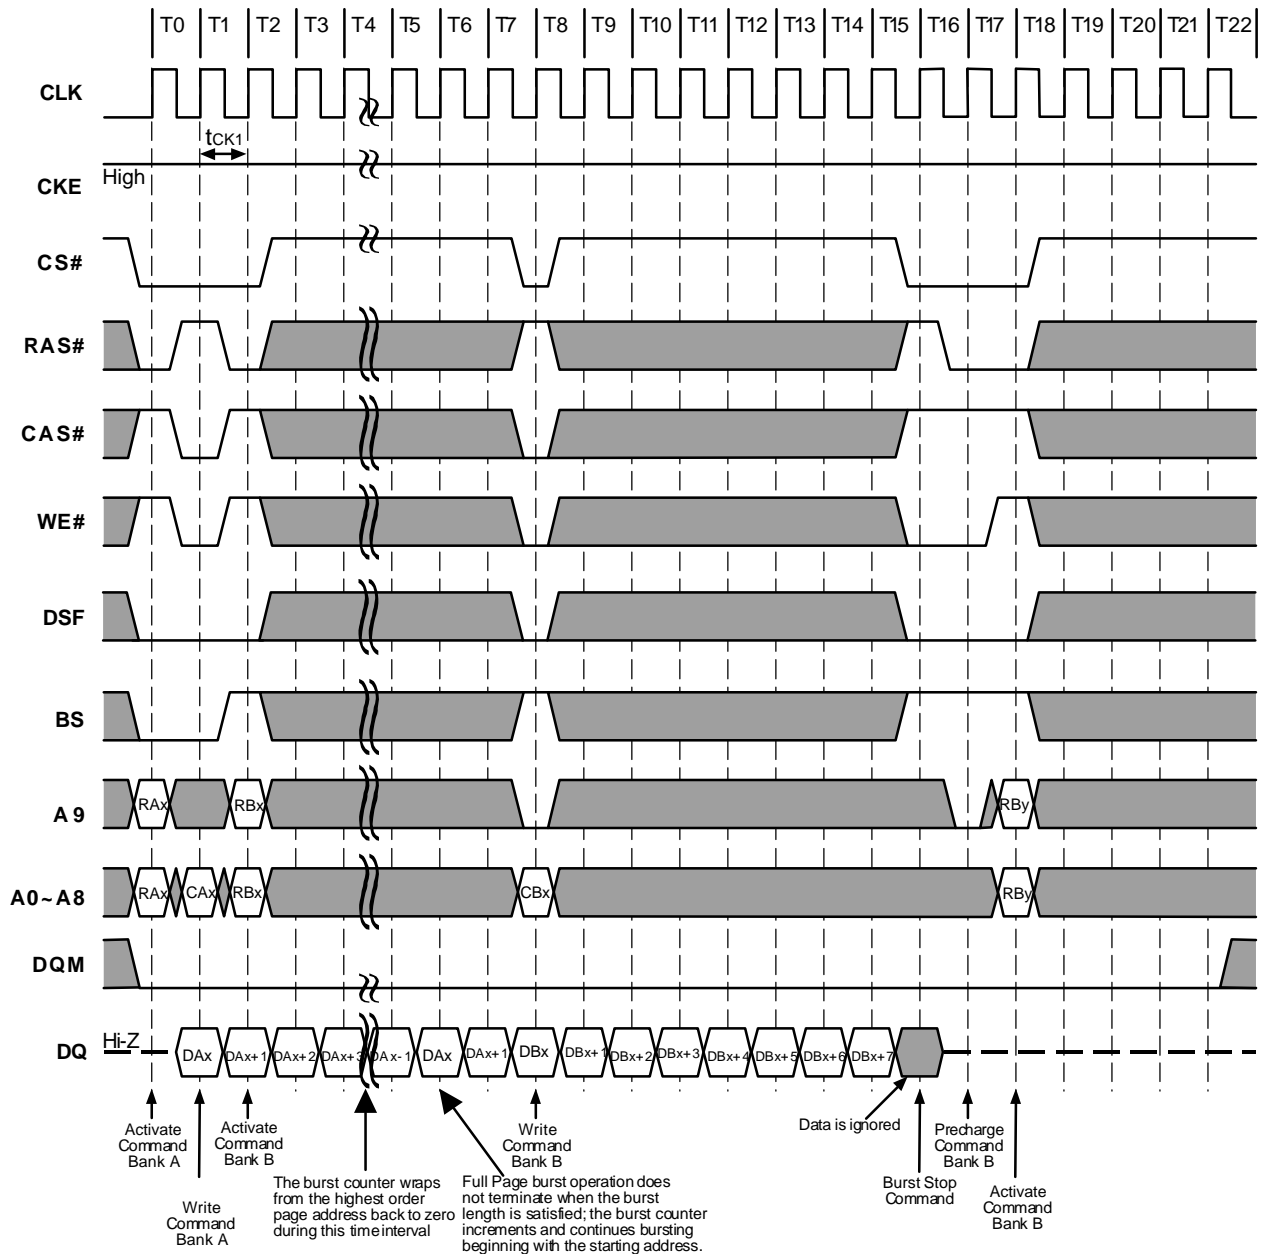 T0 T1 T2 T3 T4 T5 T6 T7 T8 T9 T10 T11 T12 T13 T14 T15 T16 T17 T18 T19 T20 T21 T22
CLK
tCK1
High
CKE
CS#
RAS#
CAS#
WE#
DSF
BS
A9 RAx RBx RBy
A0~A8 RAx CAx RBx CBx RBy
DQM
Hi-Z
DQ DAx DAx+1 DAx+2 DAx+3 DAx-1 DAx DAx+1 DBx DBx+1 DBx+2 DBx+3 DBx+4 DBx+5 DBx+6 DBx+7
Activate
Command
Bank A
Write
Command
Bank A
Activate
Command
Bank B
The burst counter wraps
from the highest order
page address back to zero
during this time interval
Full Page burst operation does
not terminate when the burst
length is satisfied; the burst counter
increments and continues bursting
beginning with the starting address.
Write
Command
Bank B
Data is ignored
Burst Stop
Command
Precharge
Command
Bank B
Activate
Command
Bank B